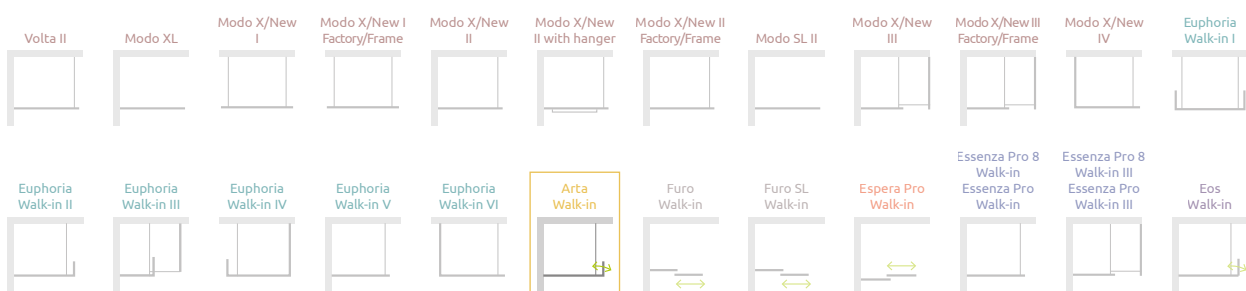 Volta II
Modo XL
Modo X/New
I
Modo X/New I
Factory/Frame
Modo X/New
II
Modo X/New
II with hanger
Modo X/New II
Factory/Frame
Modo SL II
Modo X/New
III
Modo X/New III
Factory/Frame
Modo X/New
IV
Euphoria
Walk-in I
Euphoria
Walk-in II
Euphoria
Walk-in III
Euphoria
Walk-in IV
Euphoria
Walk-in V
Euphoria
Walk-in VI
Arta
Walk-in
Furo
Walk-in
Furo SL
Walk-in
Espera Pro
Walk-in
Essenza Pro 8
Walk-in
Essenza Pro
Walk-in
Essenza Pro 8
Walk-in III
Essenza Pro
Walk-in III
Eos
Walk-in